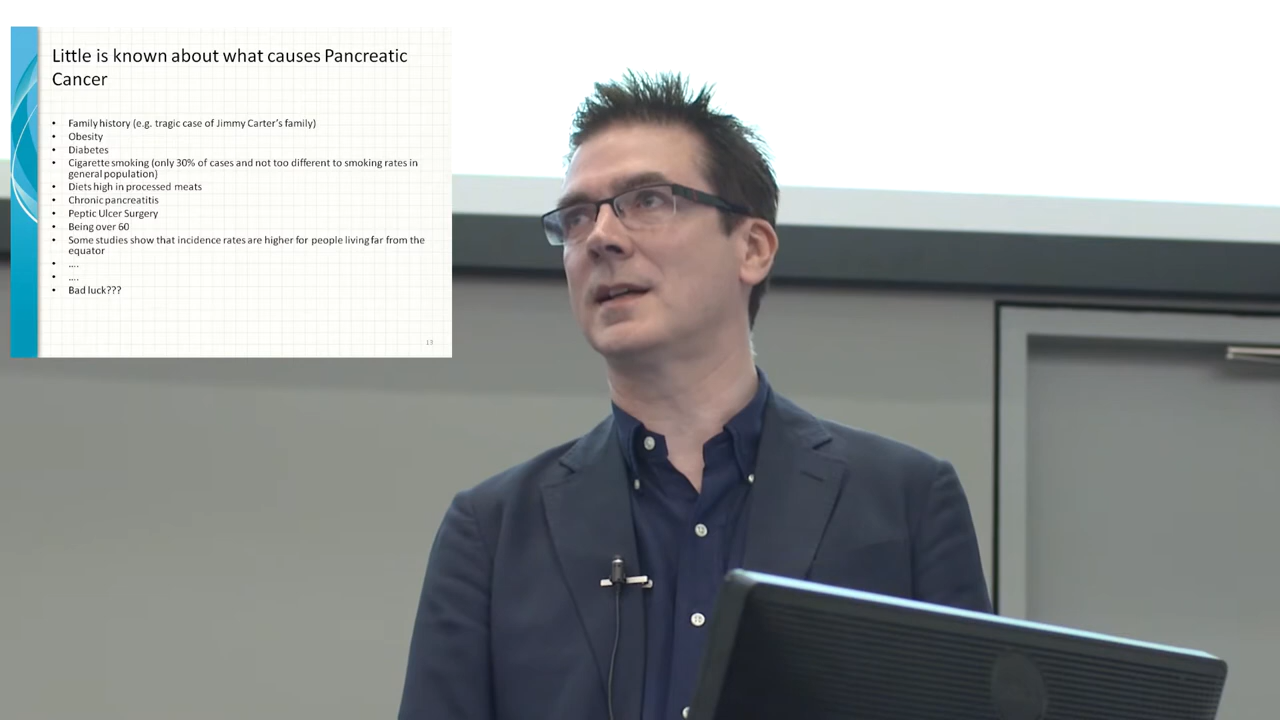 Little is known about what causes Pancreatic
Cancer
• Family history (e.g. tragic case of Jimmy Carter's family)
• Obesity
• Diabetes
• Cigarette smoking (only 30% of cases and not too different to smoking rates in
general population)
• Diets high in processed meats
• Chronic pancreatitis
• Peptic Ulcer Surgery
• Being over 60
• Some studies show that incidence rates are higher for people living far from the
equator
• ....
• ....
• Bad luck???
13